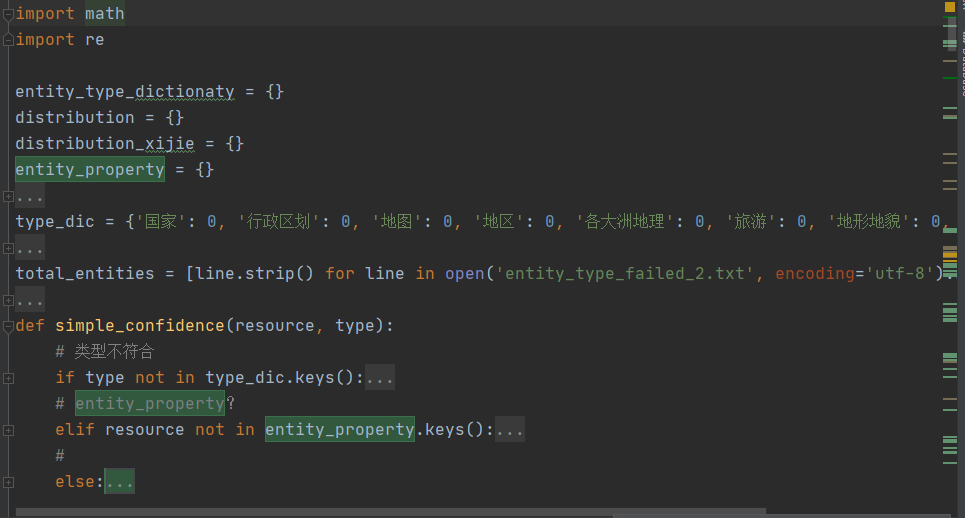 import math
import re
entity_type_dictionaty = {}
distribution = {}
distribution_xijie = {}
entity_property = {}
...
type_dic = {'国家': 0, '行政区划': 0, '地图': 0, '地区': 0, '各大洲地理': 0, '旅游': 0, '地形地貌': 0,
...
total_entities = [line.strip() for line in open('entity_type_failed_2.txt', encoding='utf-8').
...
def simple_confidence(resource, type):
# 类型不符合
if type not in type_dic.keys():...
# entity_property?
elif resource not in entity_property.keys():...
#
else:...